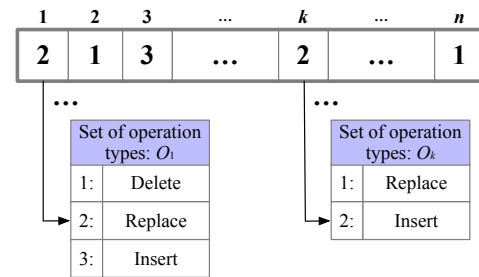 1 2 3 ... k ... n
2 1 3 ... 2 ... 1
... ...
Set of operation types: O1
1: Delete
2: Replace
3: Insert
Set of operation types: Ok
1: Replace
2: Insert